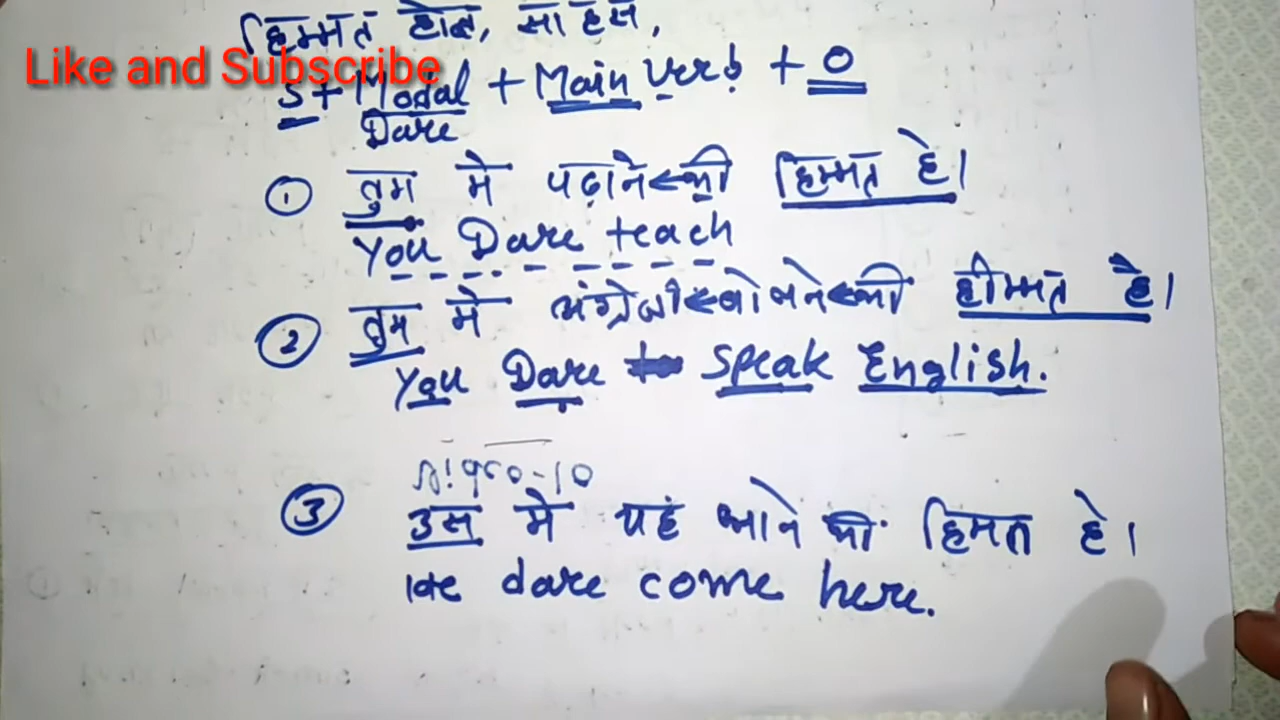 हिम्मत होना, साहस,
Like and Subscribe
S + Modal + Main Verb + O
Dare
① तुम मे पढ़ाने की हिम्मत है।
You Dare teach
② तुम मे अंग्रेजी बोलने की हीम्मत है।
You Dare Speak English.
③ उस मे यहं आने की हिमत हे।
He dare come here.